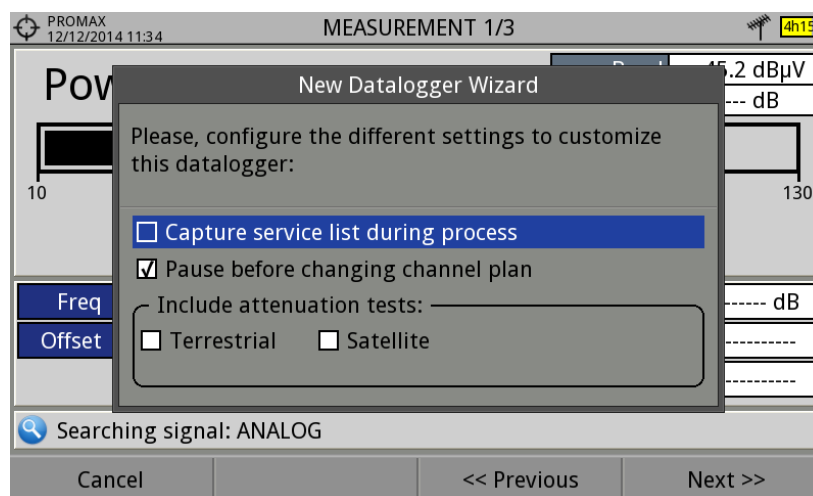 PROMAX
12/12/2014 11:34
MEASUREMENT 1/3
4h15
New Datalogger Wizard
.2 dBµV
--- dB
Please, configure the different settings to customize
this datalogger:
10
130
Capture service list during process
Pause before changing channel plan
Include attenuation tests:
Terrestrial
Satellite
Freq
------ dB
Offset
----------
----------
Searching signal: ANALOG
Cancel
<< Previous
Next >>